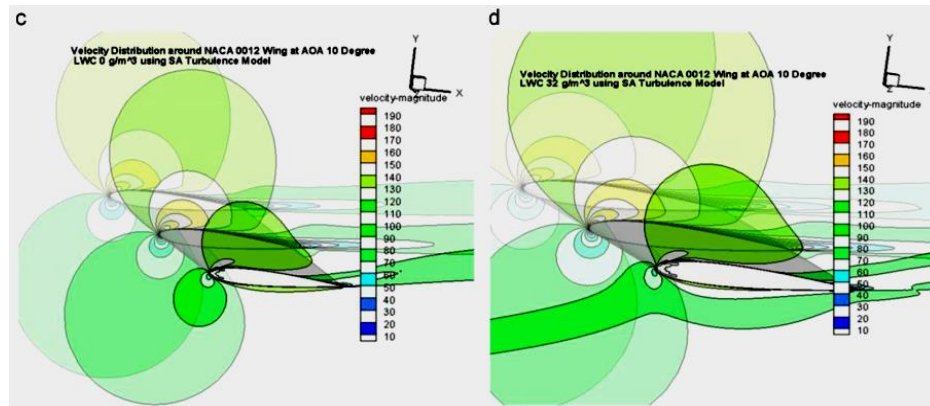 c
Velocity Distribution around NACA 0012 Wing at AOA 10 Degree
LWC 0 g/m^3 using SA Turbulence Model
Y
Z
X
velocity-magnitude
190
180
170
160
150
140
130
120
110
100
90
80
70
60
50
40
30
20
10
d
Velocity Distribution around NACA 0012 Wing at AOA 10 Degree
LWC 32 g/m^3 using SA Turbulence Model
Y
Z
X
velocity-magnitude
190
180
170
160
150
140
130
120
110
100
90
80
70
60
50
40
30
20
10